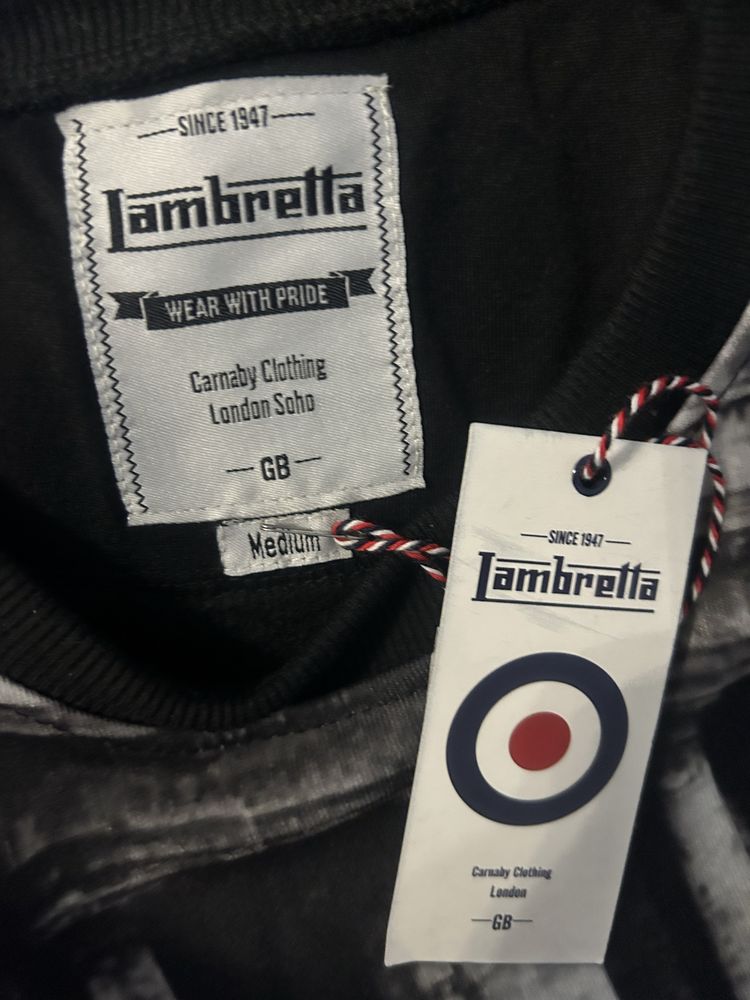 SINCE 1947
Lambretta
WEAR WITH PRIDE
Carnaby Clothing
London Soho
GB
Medium
SINCE 1947
Lambretta
Carnaby Clothing
London
GB